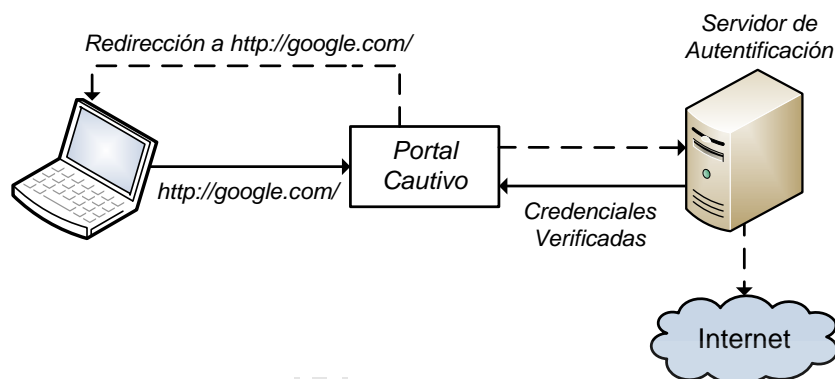 Redirección a http://google.com/
Servidor de
Autentificación
Portal
Cautivo
http://google.com/
Credenciales
Verificadas
Internet